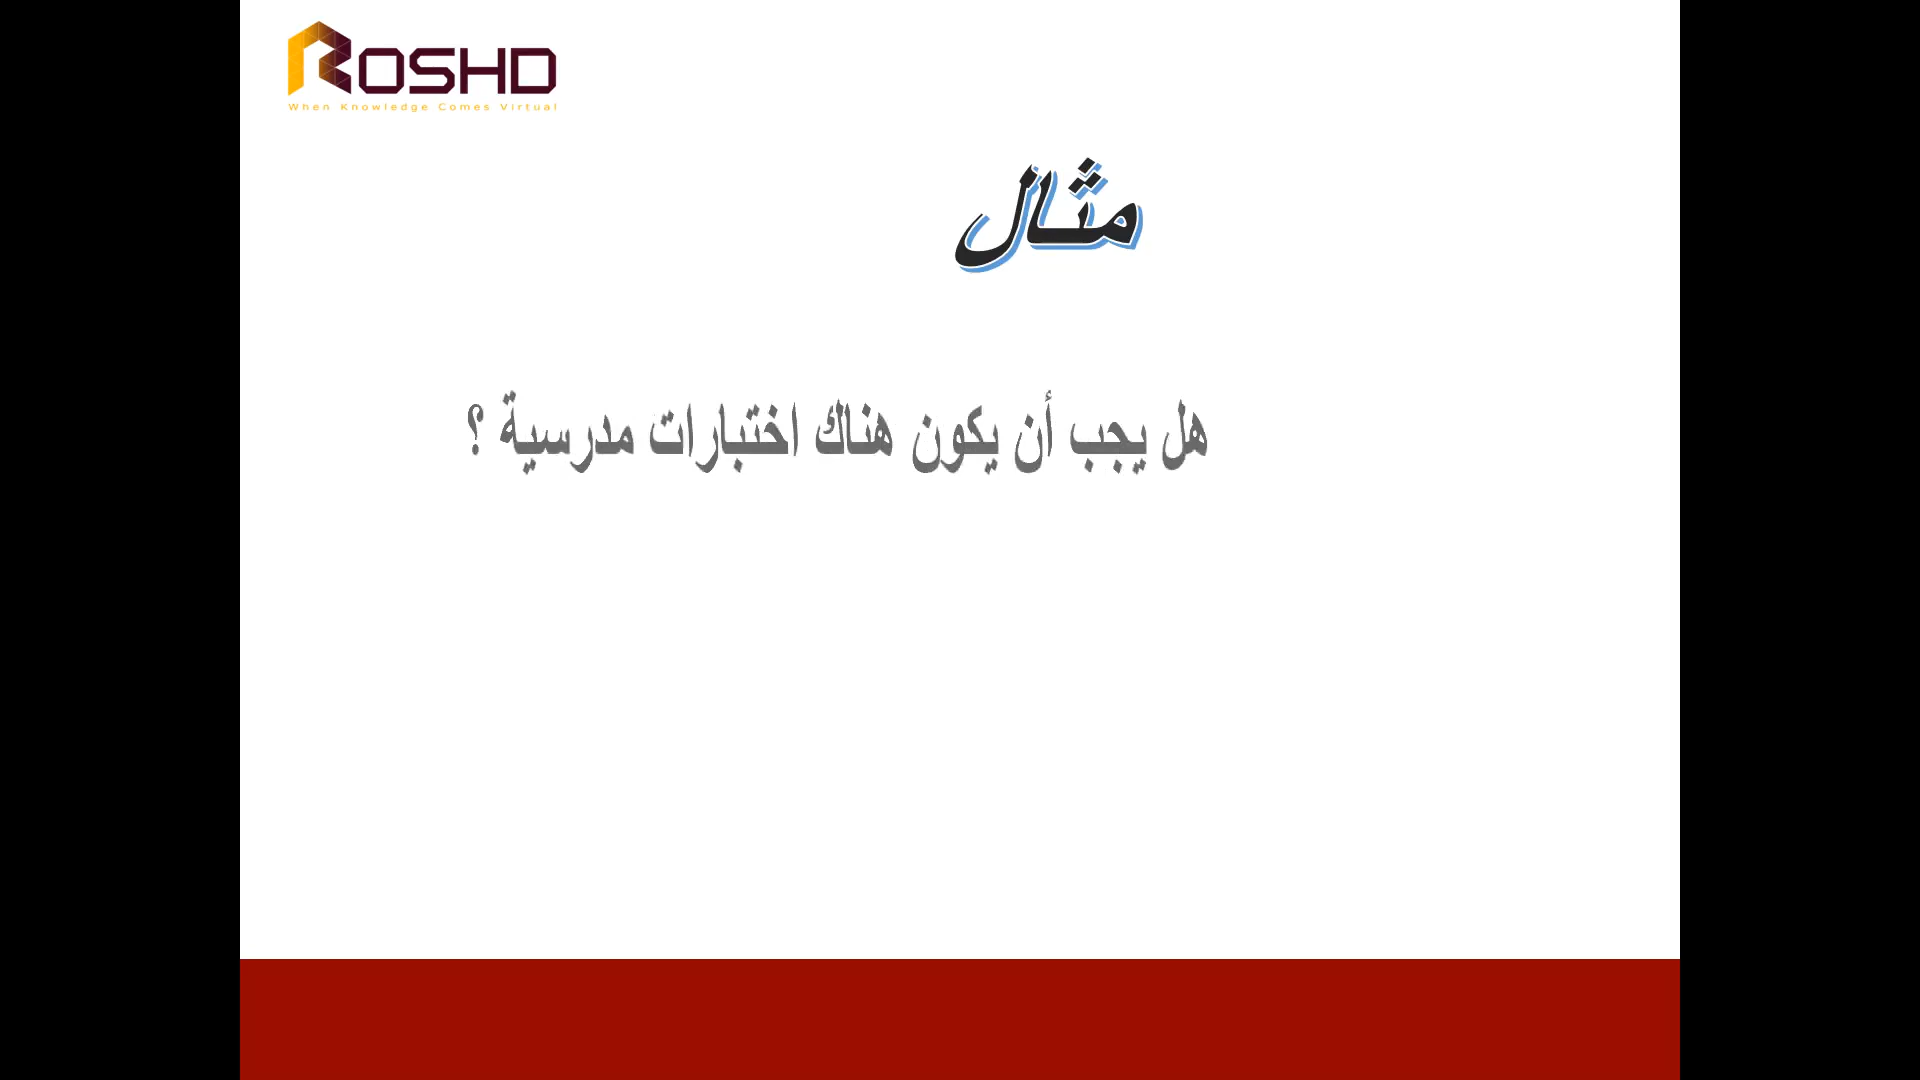 ROSHD
When Knowledge Comes Virtual
مثال
هل يجب أن يكون هناك اختبارات مدرسية ؟